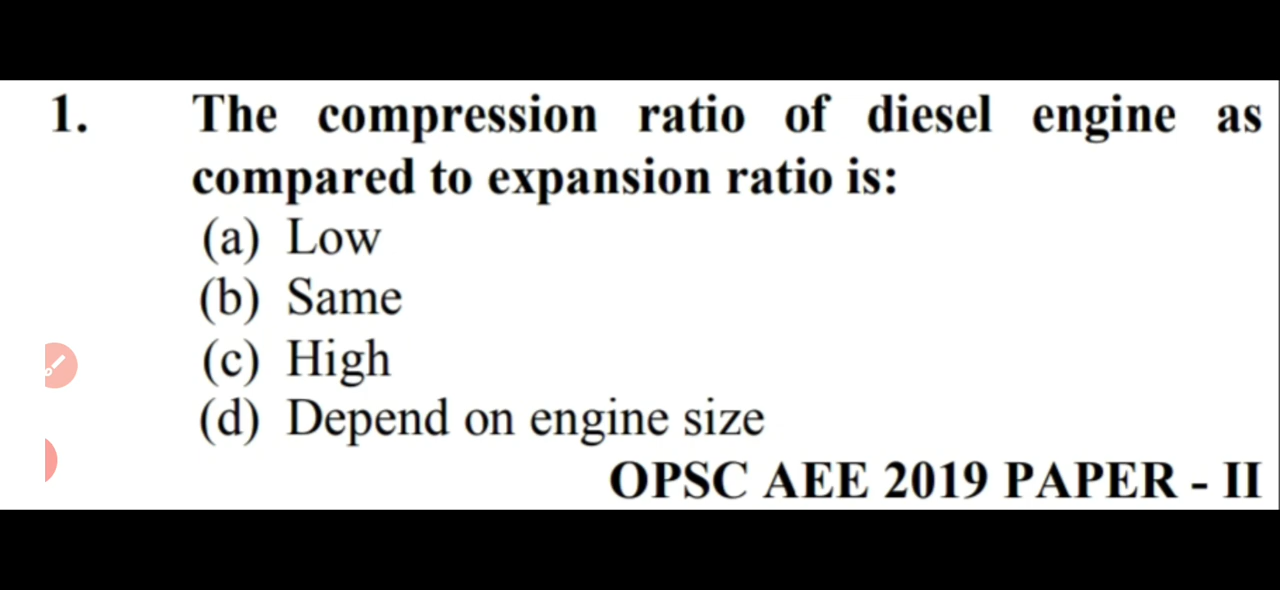 1. The compression ratio of diesel engine as
compared to expansion ratio is:
(a) Low
(b) Same
(c) High
(d) Depend on engine size
OPSC AEE 2019 PAPER - II